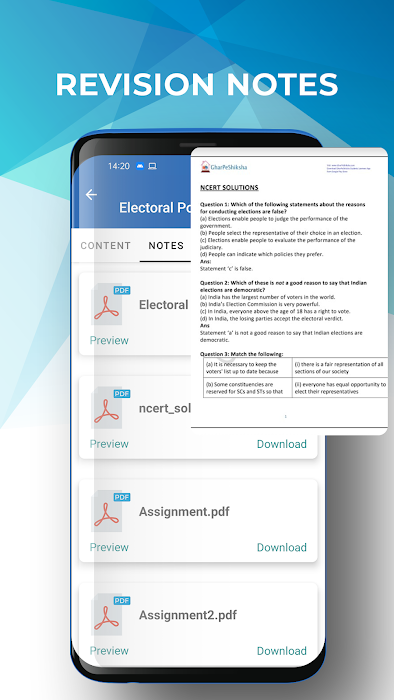 REVISION NOTES
14:20
Electoral Po
CONTENT NOTES
PDF
Electoral
Preview
PDF
ncert_sol
Preview Download
PDF
Assignment.pdf
Preview Download
PDF
Assignment2.pdf
Preview Download
GharPeShiksha
NCERT SOLUTIONS
Question 1: Which of the following statements about the reasons
for conducting elections are false?
(a) Elections enable people to judge the performance of the
government.
(b) People select the representative of their choice in an election.
(c) Elections enable people to evaluate the performance of the
judiciary.
(d) People can indicate which policies they prefer.
Ans:
Statement 'c' is false.
Question 2: Which of these is not a good reason to say that Indian
elections are democratic?
(a) India has the largest number of voters in the world.
(b) India's Election Commission is very powerful.
(c) In India, everyone above the age of 18 has a right to vote.
(d) In India, the losing parties accept the electoral verdict.
Ans
Statement 'a' is not a good reason to say that Indian elections are
democratic.
Question 3: Match the following:
(a) It is necessary to keep the
voters' list up to date because
(i) there is a fair representation of all
sections of our society
(b) Some constituencies are
reserved for SCs and STs so that
(ii) everyone has equal opportunity to
elect their representatives